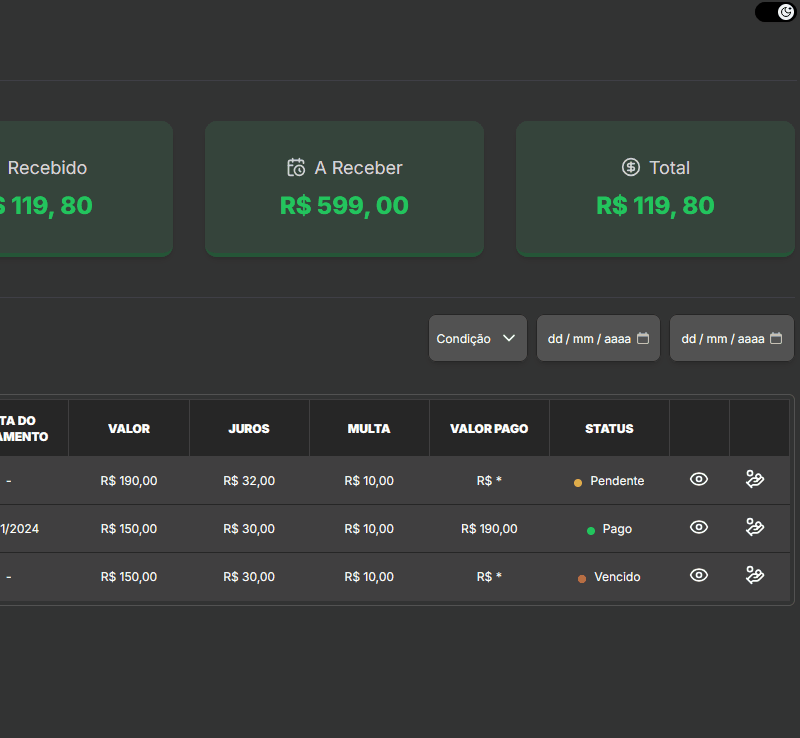 Recebido
A Receber
Total
$ 119, 80
R$ 599, 00
R$ 119, 80
Condição
dd / mm / aaaa
dd / mm / aaaa
TA DO
AMENTO
VALOR
JUROS
MULTA
VALOR PAGO
STATUS
- R$ 190,00 R$ 32,00 R$ 10,00 R$ * Pendente
1/2024 R$ 150,00 R$ 30,00 R$ 10,00 R$ 190,00 Pago
- R$ 150,00 R$ 30,00 R$ 10,00 R$ * Vencido